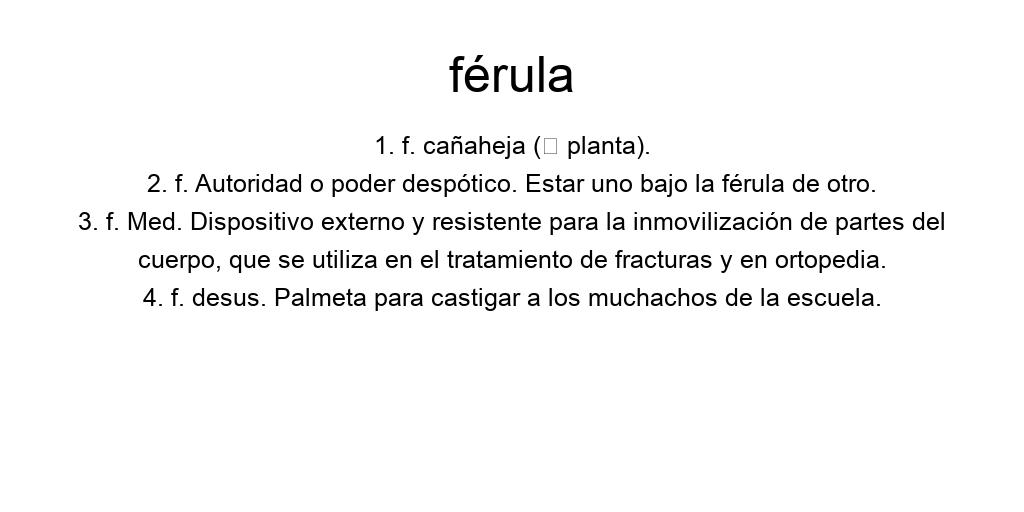 férula
1. f. cañaheja (□ planta).
2. f. Autoridad o poder despótico. Estar uno bajo la férula de otro.
3. f. Med. Dispositivo externo y resistente para la inmovilización de partes del
cuerpo, que se utiliza en el tratamiento de fracturas y en ortopedia.
4. f. desus. Palmeta para castigar a los muchachos de la escuela.